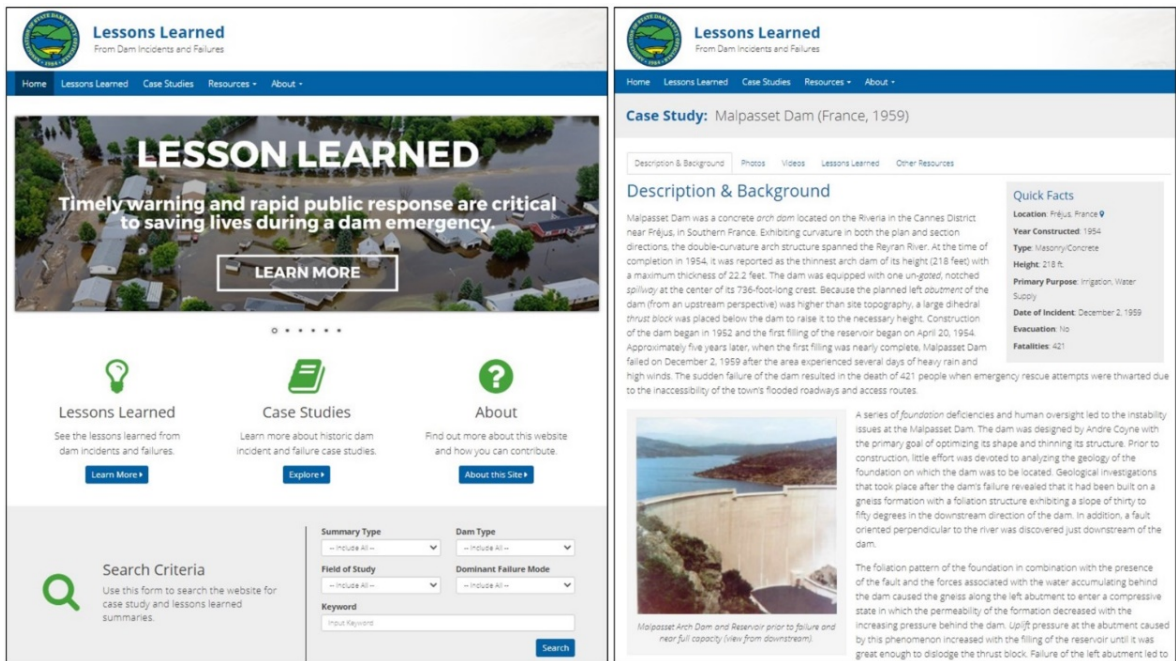 Lessons Learned
From Dam Incidents and Failures
Home Lessons Learned Case Studies Resources About
LESSON LEARNED
Timely warning and rapid public response are critical
to saving lives during a dam emergency.
LEARN MORE
Lessons Learned
See the lessons learned from
dam incidents and failures.
Learn More
Case Studies
Learn more about historic dam
incident and failure case studies.
Explore
About
Find out more about this website
and how you can contribute.
About this Site
Search Criteria
Use this form to search the website for
case study and lessons learned
summaries.
Summary Type
-- Include All --
Dam Type
-- Include All --
Field of Study
-- Include All --
Dominant Failure Mode
-- Include All --
Keyword
Input Keyword
Search
Lessons Learned
From Dam Incidents and Failures
Home Lessons Learned Case Studies Resources About
Case Study: Malpasset Dam (France, 1959)
Description & Background Photos Videos Lessons Learned Other Resources
Description & Background
Malpasset Dam was a concrete arch dam located on the Riveria in the Cannes District
near Fréjus, in Southern France. Exhibiting curvature in both the plan and section
directions, the double-curvature arch structure spanned the Reyran River. At the time of
completion in 1954, it was reported as the thinnest arch dam of its height (218 feet) with
a maximum thickness of 22.2 feet. The dam was equipped with one un-gated, notched
spillway at the center of its 736-foot-long crest. Because the planned left abutment of the
dam (from an upstream perspective) was higher than site topography, a large dihedral
thrust block was placed below the dam to raise it to the necessary height. Construction
of the dam began in 1952 and the first filling of the reservoir began on April 20, 1954.
Approximately five years later, when the first filling was nearly complete, Malpasset Dam
failed on December 2, 1959 after the area experienced several days of heavy rain and
high winds. The sudden failure of the dam resulted in the death of 421 people when emergency rescue attempts were thwarted due
to the inaccessibility of the town's flooded roadways and access routes.
Quick Facts
Location: Fréjus, France
Year Constructed: 1954
Type: Masonry/Concrete
Height: 218 ft.
Primary Purpose: Irrigation, Water
Supply
Date of Incident: December 2, 1959
Evacuation: No
Fatalities: 421
Malpasset Arch Dam and Reservoir prior to failure and
near full capacity (view from downstream).
A series of foundation deficiencies and human oversight led to the instability
issues at the Malpasset Dam. The dam was designed by Andre Coyne with
the primary goal of optimizing its shape and thinning its structure. Prior to
construction, little effort was devoted to analyzing the geology of the
foundation on which the dam was to be located. Geological investigations
that took place after the dam's failure revealed that it had been built on a
gneiss formation with a foliation structure exhibiting a slope of thirty to
fifty degrees in the downstream direction of the dam. In addition, a fault
oriented perpendicular to the river was discovered just downstream of the
dam.
The foliation pattern of the foundation in combination with the presence
of the fault and the forces associated with the water accumulating behind
the dam caused the gneiss along the left abutment to enter a compressive
state in which the permeability of the formation decreased with the
increasing pressure behind the dam. Uplift pressure at the abutment caused
by this phenomenon increased with the filling of the reservoir until it was
great enough to dislodge the thrust block. Failure of the left abutment led to